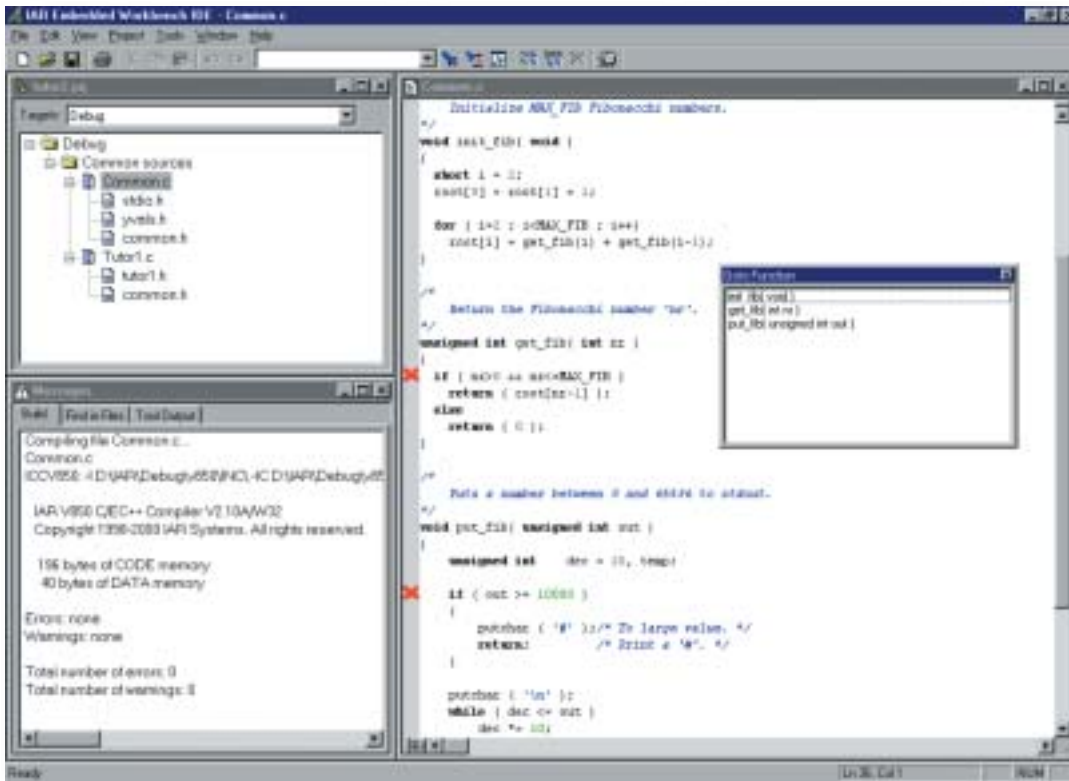 IAR Embedded Workbench IDE - Common.c
File Edit View Project Tools Window Help
Targets: Debug
Debug
Common sources
Common.c
stdio.h
yvals.h
common.h
Tutor1.c
tutor1.h
common.h
Messages
Build Find in Files Tool Output
Compiling file Common.c...
Common.c
IAR V850 C/EC++ Compiler V2.10A/W32
Copyright 1998-2000 IAR Systems. All rights reserved.
196 bytes of CODE memory
40 bytes of DATA memory
Errors: none
Warnings: none
Total number of errors: 0
Total number of warnings: 0
Ready
Common.c
Initialize MAX_FIB Fibonacci numbers.
*/
void init_fib( void )
{
short i = 
root[0] = root[1] = 1;
for ( i=2 ; i<MAX_FIB ; i++)
root[i] = get_fib(i) + get_fib(i-1);
}
/*
Return the Fibonacci number 'nr'.
*/
unsigned int get_fib( int nr )
{
if ( nr>0 && nr<=MAX_FIB )
return ( root[nr-1] );
else
return ( 0 );
}
/*
Puts a number between 0 and 65536 to stdout.
*/
void put_fib( unsigned int out )
{
unsigned int dec = 10, temp;
if ( out >= 10000 )
{
putchar ( '#' );/* To large value. */
return; /* Print a '#'. */
}
putchar ( '\n' );
while ( dec <= out )
dec *= 10;
Goto Function
init_fib( void )
get_fib( int nr )
put_fib( unsigned int out )
Ln 36, Col 1
NUM